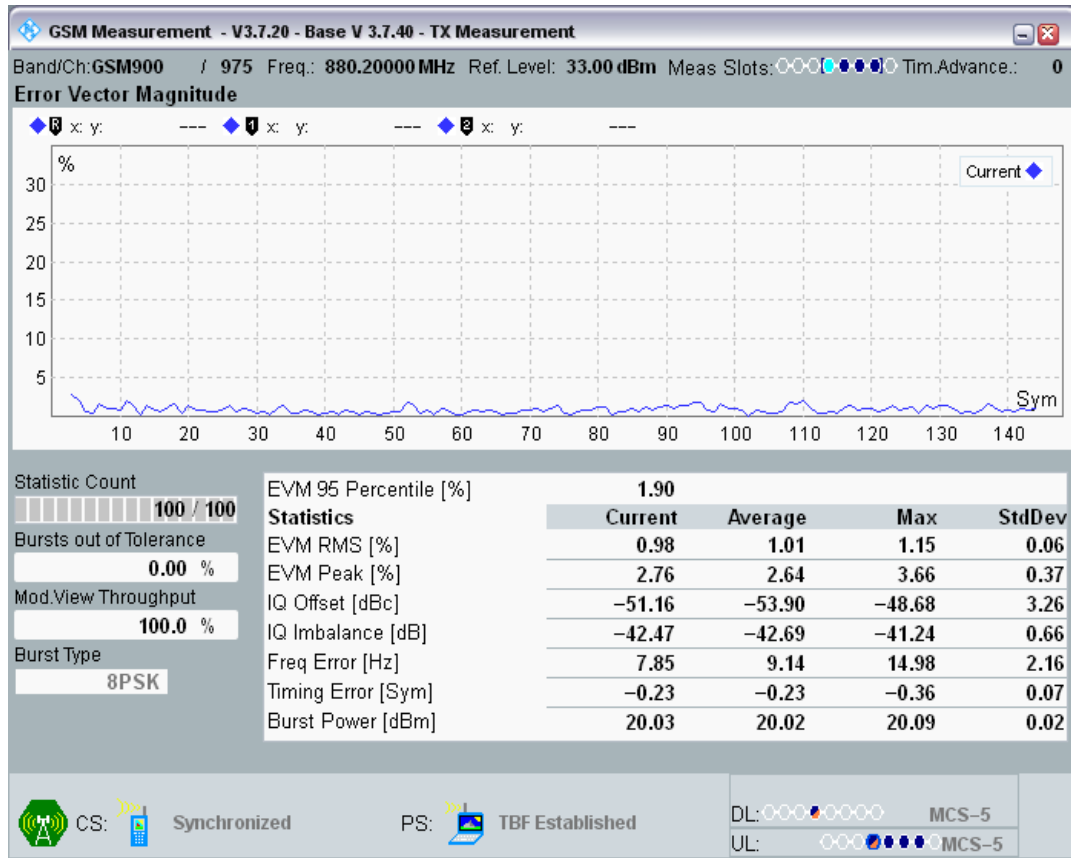 GSM Measurement - V3.7.20 - Base V 3.7.40 - TX Measurement
Band/Ch:GSM900 / 975 Freq.: 880.20000 MHz Ref. Level: 33.00 dBm Meas Slots: Tim.Advance.: 0
Error Vector Magnitude
R x: y: --- 1 x: y: --- 2 x: y: ---
%
Current
30
25
20
15
10
5
Sym
10 20 30 40 50 60 70 80 90 100 110 120 130 140
Statistic Count
100 / 100
Bursts out of Tolerance
0.00 %
Mod.View Throughput
100.0 %
Burst Type
8PSK
EVM 95 Percentile [%] 1.90
Statistics Current Average Max StdDev
EVM RMS [%] 0.98 1.01 1.15 0.06
EVM Peak [%] 2.76 2.64 3.66 0.37
IQ Offset [dBc] −51.16 −53.90 −48.68 3.26
IQ Imbalance [dB] −42.47 −42.69 −41.24 0.66
Freq Error [Hz] 7.85 9.14 14.98 2.16
Timing Error [Sym] −0.23 −0.23 −0.36 0.07
Burst Power [dBm] 20.03 20.02 20.09 0.02
CS: Synchronized PS: TBF Established
DL: MCS−5
UL: MCS−5